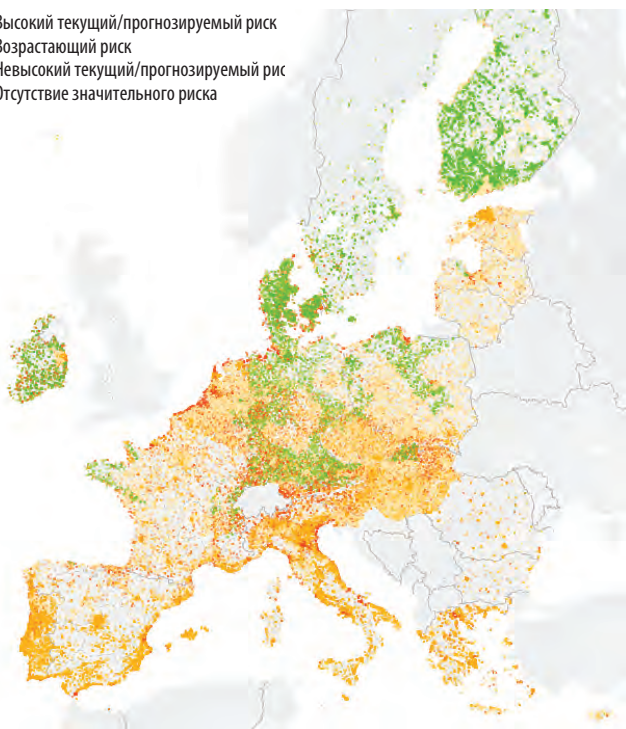 Высокий текущий/прогнозируемый риск
Возрастающий риск
Невысокий текущий/прогнозируемый рис
Отсутствие значительного риска